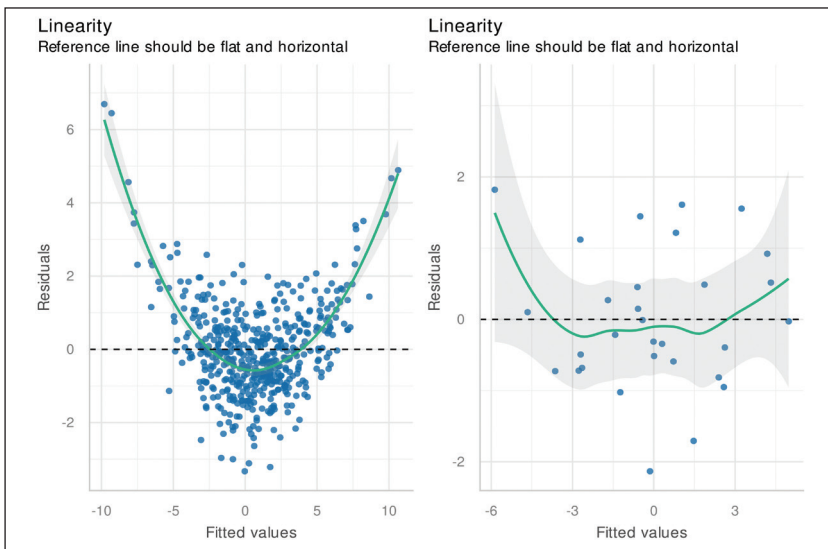 Linearity
Reference line should be flat and horizontal
6
4
2
0
-2
Residuals
-10
-5
0
5
10
Fitted values
Linearity
Reference line should be flat and horizontal
2
0
-2
Residuals
-6
-3
0
3
Fitted values